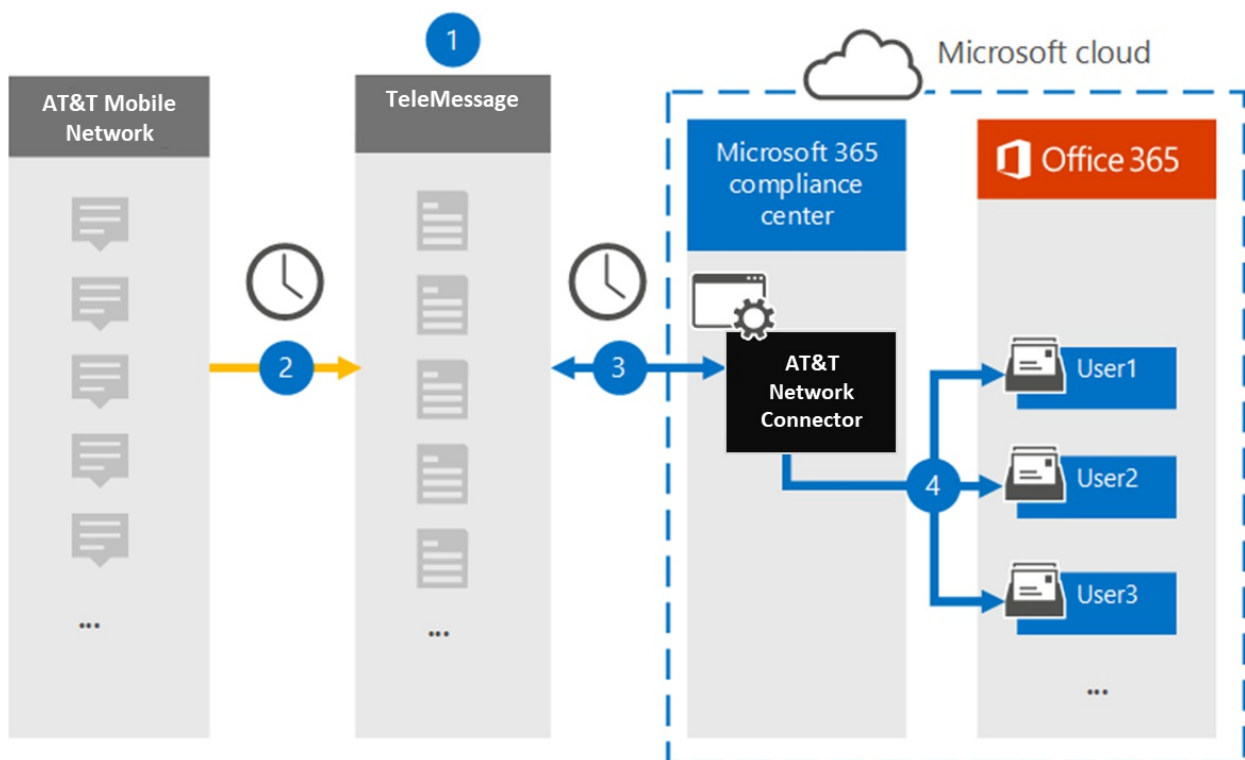 1
Microsoft cloud
AT&T Mobile
Network
TeleMessage
Microsoft 365
compliance
center
Office 365
2
3
AT&T
Network
Connector
4
User1
User2
User3
...
...
...